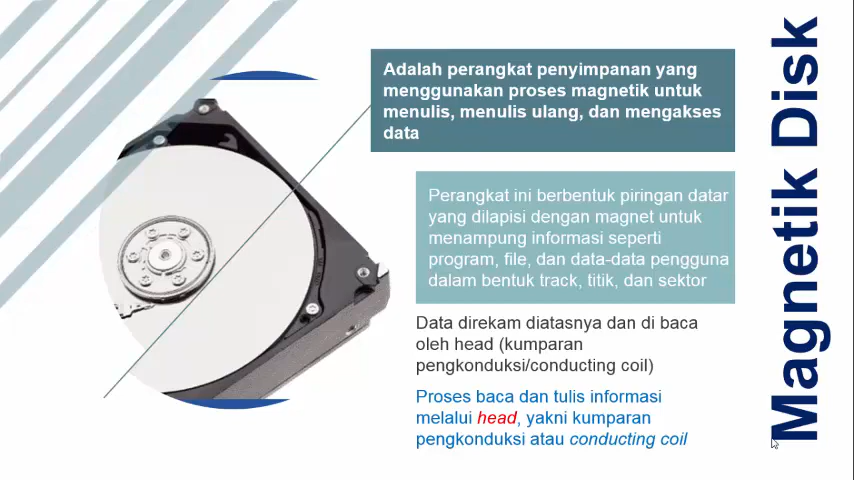 Magnetik Disk
Adalah perangkat penyimpanan yang
menggunakan proses magnetik untuk
menulis, menulis ulang, dan mengakses
data
Perangkat ini berbentuk piringan datar
yang dilapisi dengan magnet untuk
menampung informasi seperti
program, file, dan data-data pengguna
dalam bentuk track, titik, dan sektor
Data direkam diatasnya dan di baca
oleh head (kumparan
pengkonduksi/conducting coil)
Proses baca dan tulis informasi
melalui head, yakni kumparan
pengkonduksi atau conducting coil